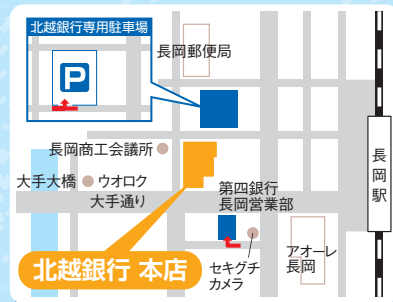 北越銀行専用駐車場
P
長岡郵便局
長岡商工会議所
大手大橋
ウオロク
大手通り
第四銀行
長岡営業部
長岡駅
北越銀行 本店
セキグチ
カメラ
アオーレ
長岡